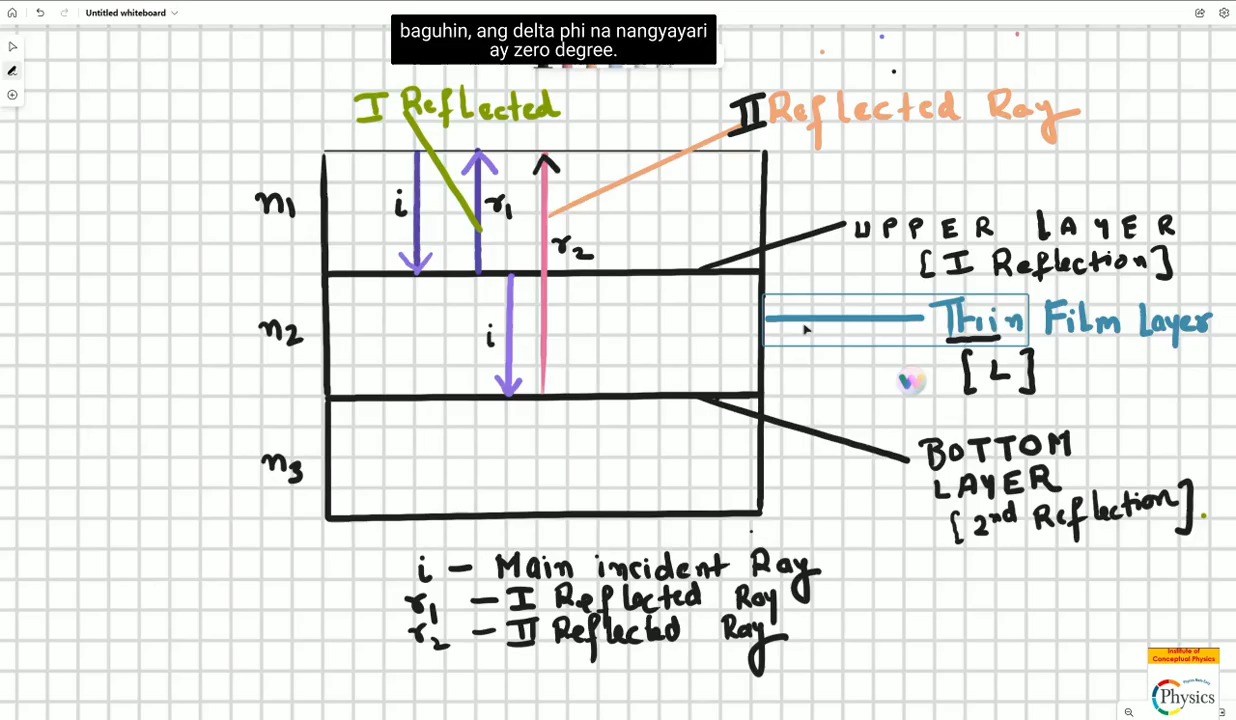 Untitled whiteboard
baguhin, ang delta phi na nangyayari
ay zero degree.
I Reflected
II Reflected Ray
n1
i
r1
r2
UPPER LAYER
[I Reflection]
n2
i
Thin Film Layer
[L]
n3
BOTTOM
LAYER
[2nd Reflection]
i - Main incident Ray
r1 - I Reflected Ray
r2 - II Reflected Ray
Institute of
Conceptual Physics
Physics